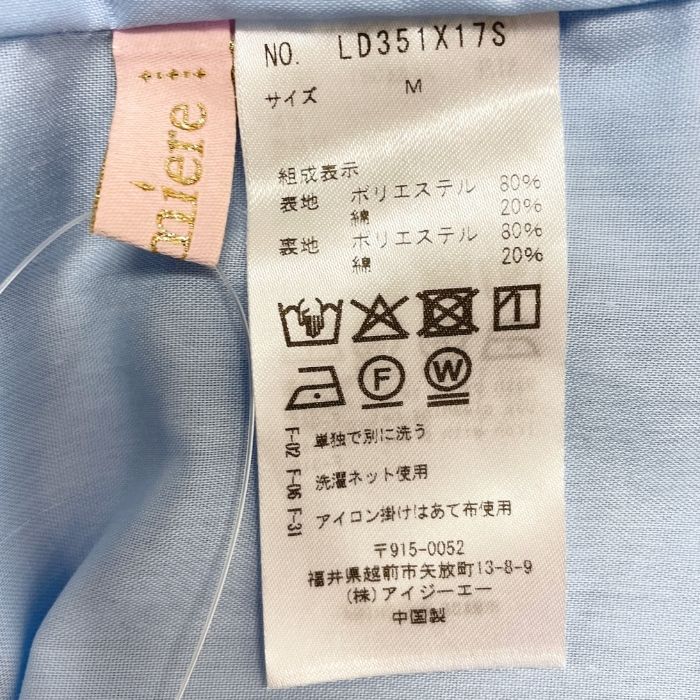 NO. LD351X17S
サイズ M
組成表示
表地 ポリエステル 80%
綿 20%
裏地 ポリエステル 80%
綿 20%
F
W
F-02 単独で別に洗う
F-06 洗濯ネット使用
F-31 アイロン掛けはあて布使用
〒915-0052
福井県越前市矢放町13-8-9
(株)アイジーエー
中国製